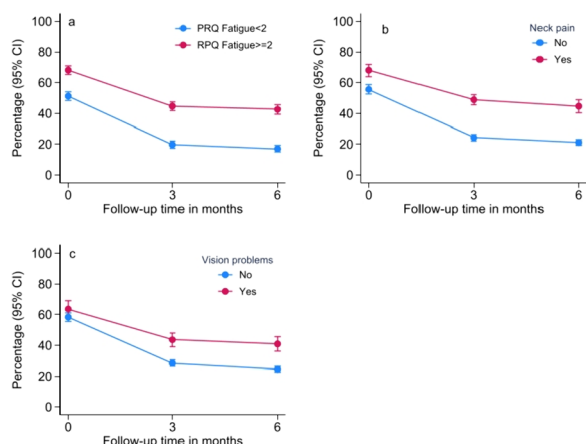 a
PRQ Fatigue<2
RPQ Fatigue>=2
100
80
60
40
20
0
Percentage (95% CI)
0 3 6
Follow-up time in months
b
Neck pain
No
Yes
100
80
60
40
20
0
Percentage (95% CI)
0 3 6
Follow-up time in months
c
Vision problems
No
Yes
100
80
60
40
20
0
Percentage (95% CI)
0 3 6
Follow-up time in months